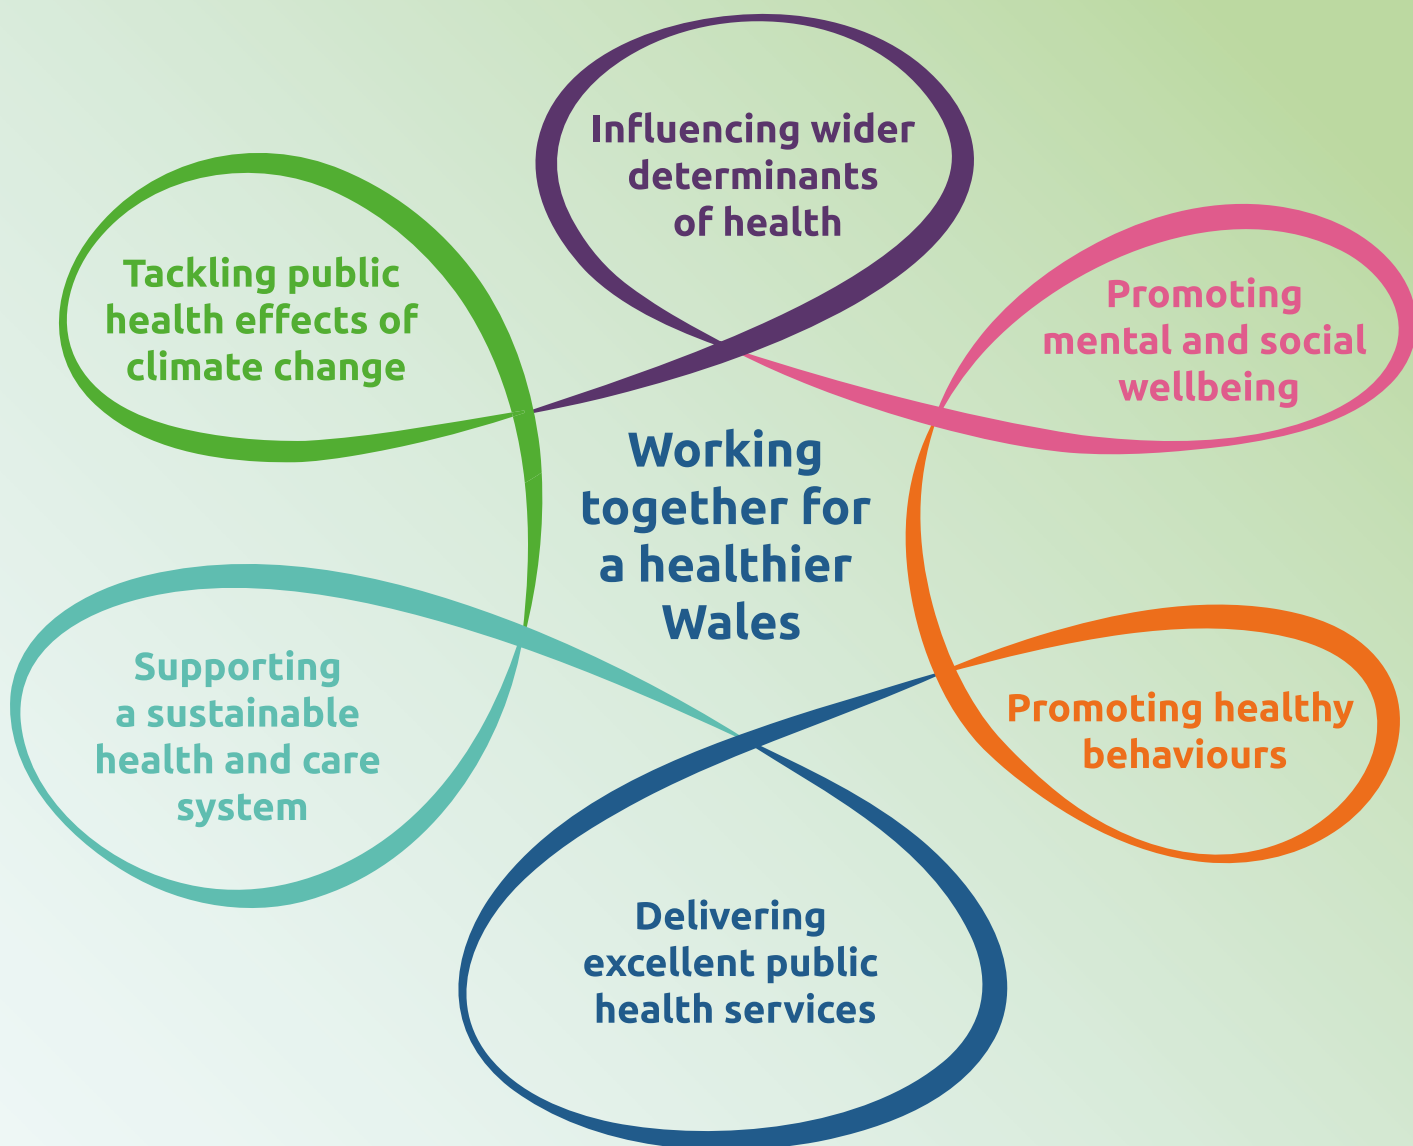 Influencing wider
determinants
of health
Tackling public
health effects of
climate change
Promoting
mental and social
wellbeing
Working
together for
a healthier
Wales
Supporting
a sustainable
health and care
system
Promoting healthy
behaviours
Delivering
excellent public
health services